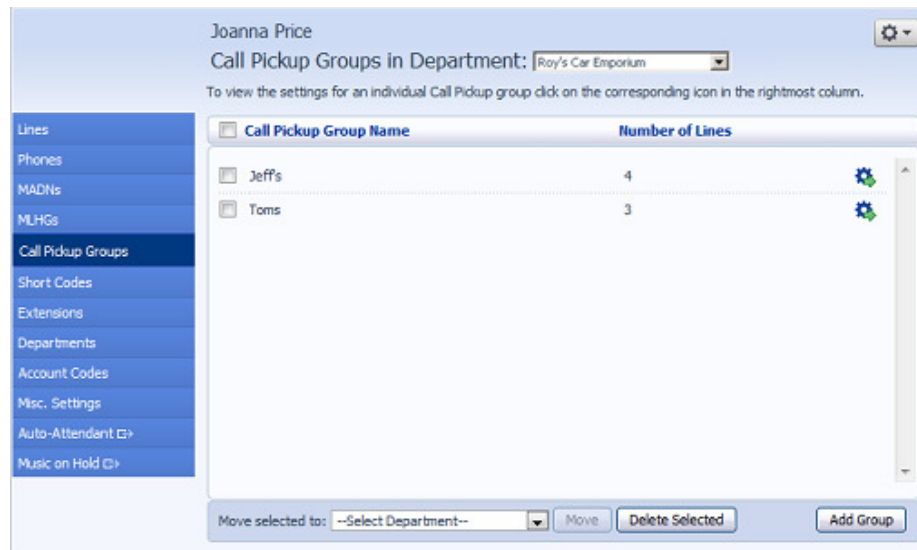 Joanna Price
Call Pickup Groups in Department: Roy's Car Emporium
To view the settings for an individual Call Pickup group click on the corresponding icon in the rightmost column.
Lines
Phones
MADNs
MLHGs
Call Pickup Groups
Short Codes
Extensions
Departments
Account Codes
Misc. Settings
Auto-Attendant
Music on Hold
Call Pickup Group Name Number of Lines
Jeff's 4
Toms 3
Move selected to: --Select Department-- Move Delete Selected Add Group